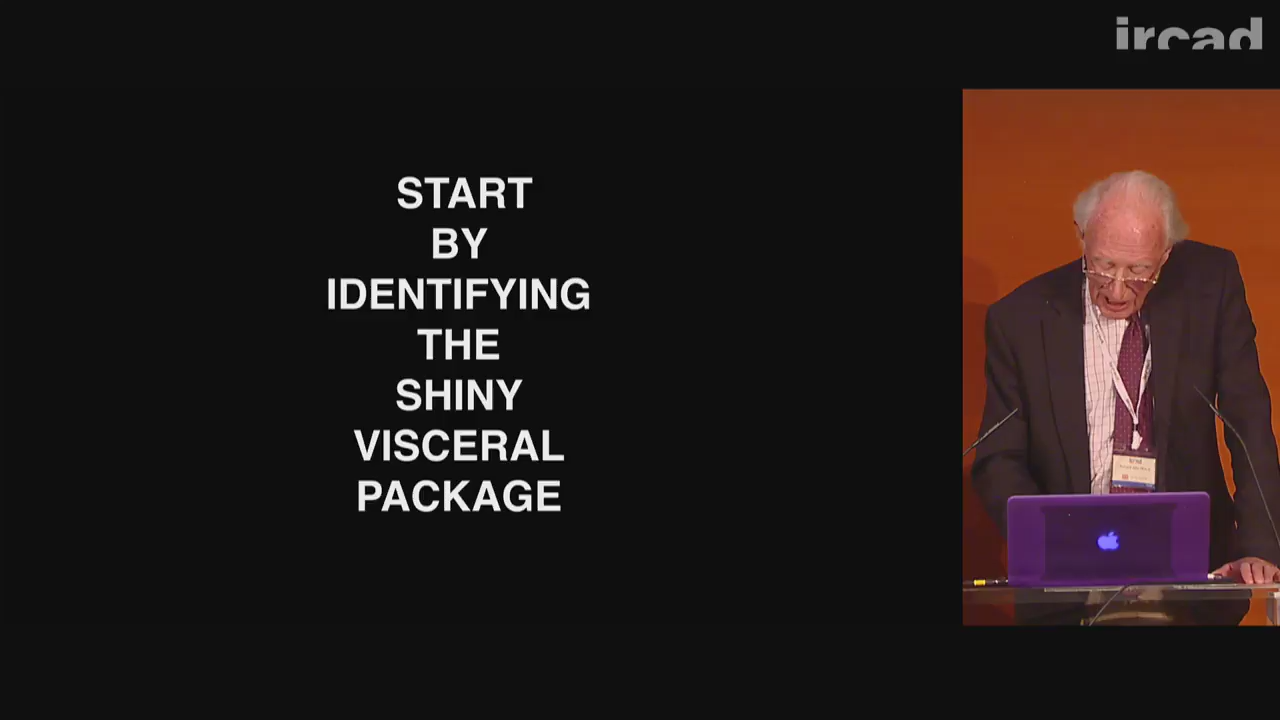 ircad
START
BY
IDENTIFYING
THE
SHINY
VISCERAL
PACKAGE